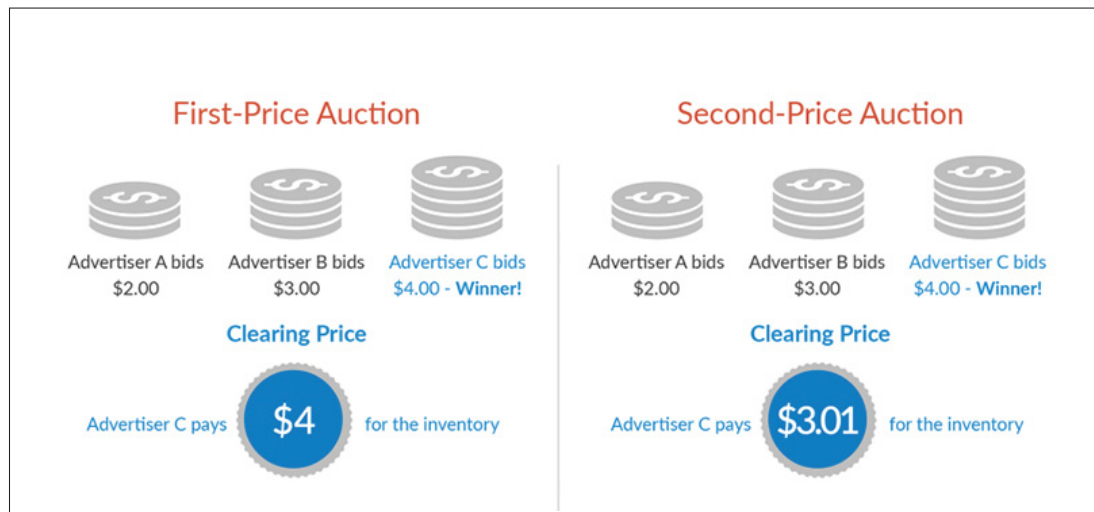 First-Price Auction
Advertiser A bids
$2.00
Advertiser B bids
$3.00
Advertiser C bids
$4.00 - Winner!
Clearing Price
Advertiser C pays $4 for the inventory
Second-Price Auction
Advertiser A bids
$2.00
Advertiser B bids
$3.00
Advertiser C bids
$4.00 - Winner!
Clearing Price
Advertiser C pays $3.01 for the inventory